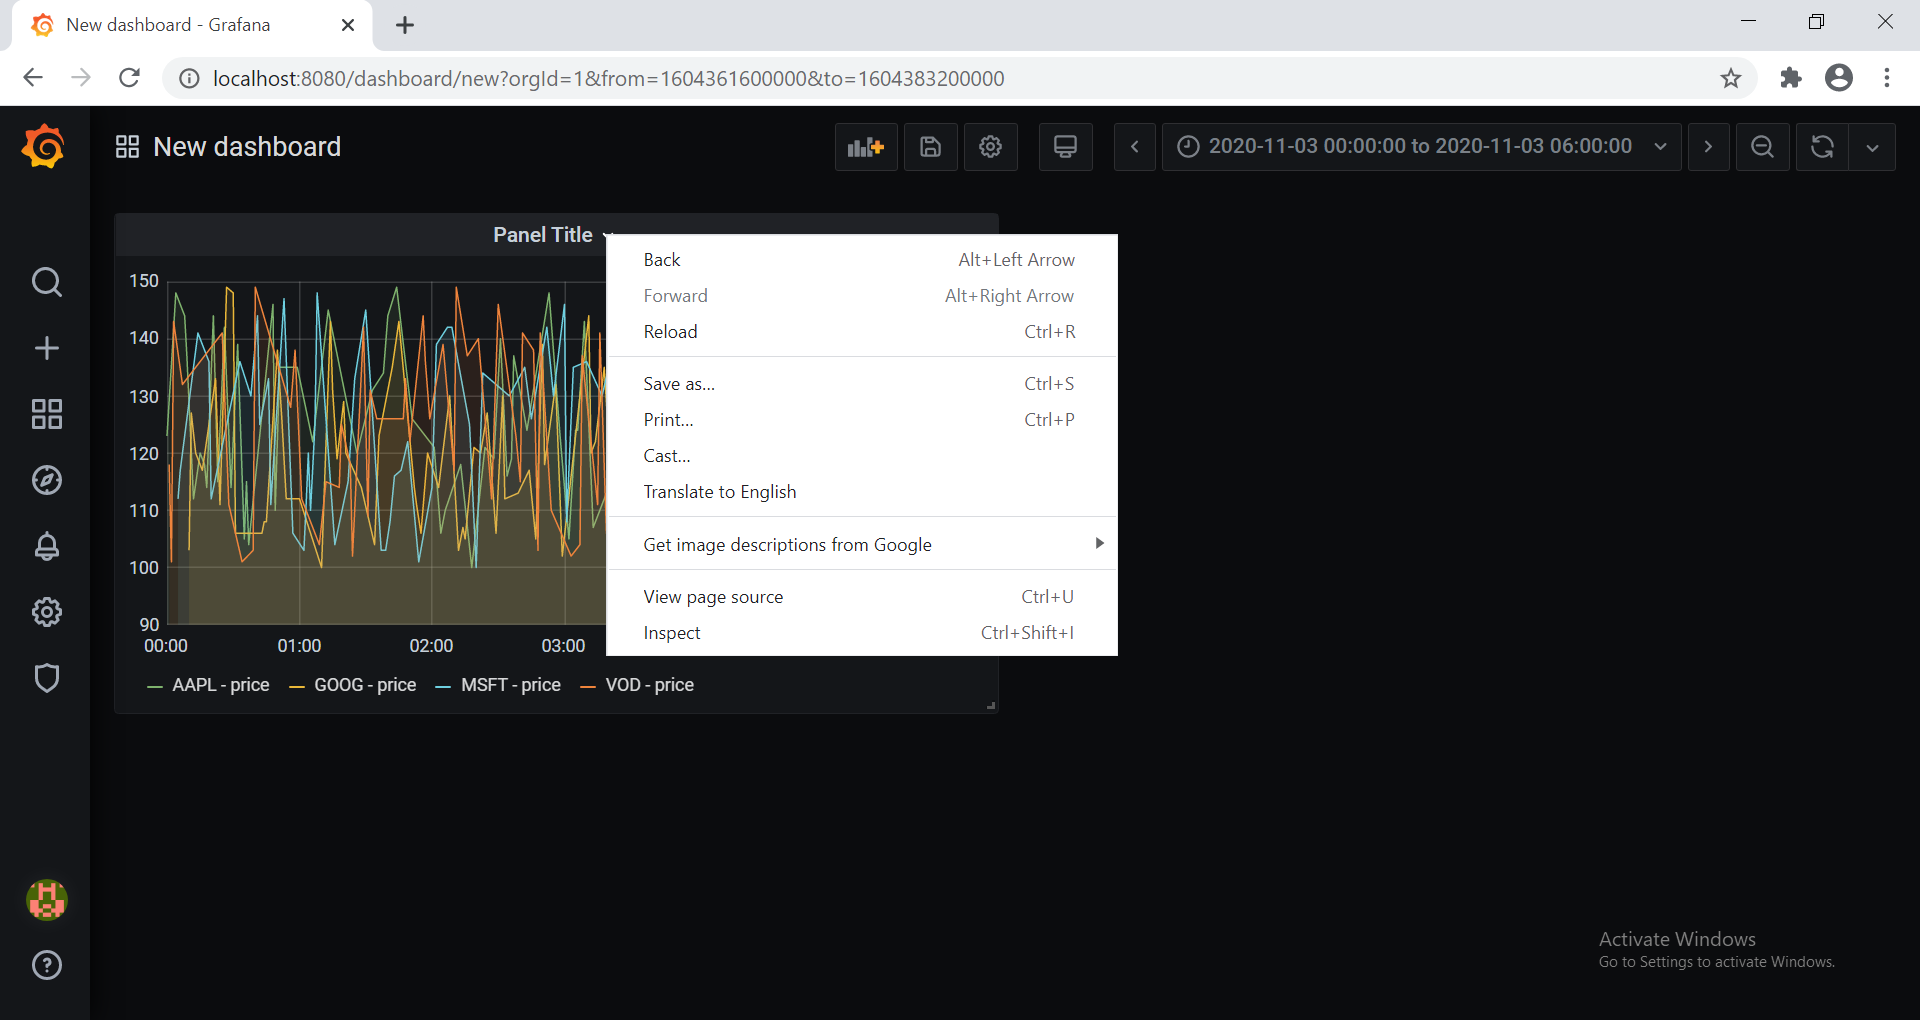 New dashboard - Grafana
localhost:8080/dashboard/new?orgId=1&from=1604361600000&to=1604383200000
New dashboard
2020-11-03 00:00:00 to 2020-11-03 06:00:00
Panel Title
150
140
130
120
110
100
90
00:00 01:00 02:00 03:00
AAPL - price GOOG - price MSFT - price VOD - price
Back Alt+Left Arrow
Forward Alt+Right Arrow
Reload Ctrl+R
Save as... Ctrl+S
Print... Ctrl+P
Cast...
Translate to English
Get image descriptions from Google
View page source Ctrl+U
Inspect Ctrl+Shift+I
Activate Windows
Go to Settings to activate Windows.